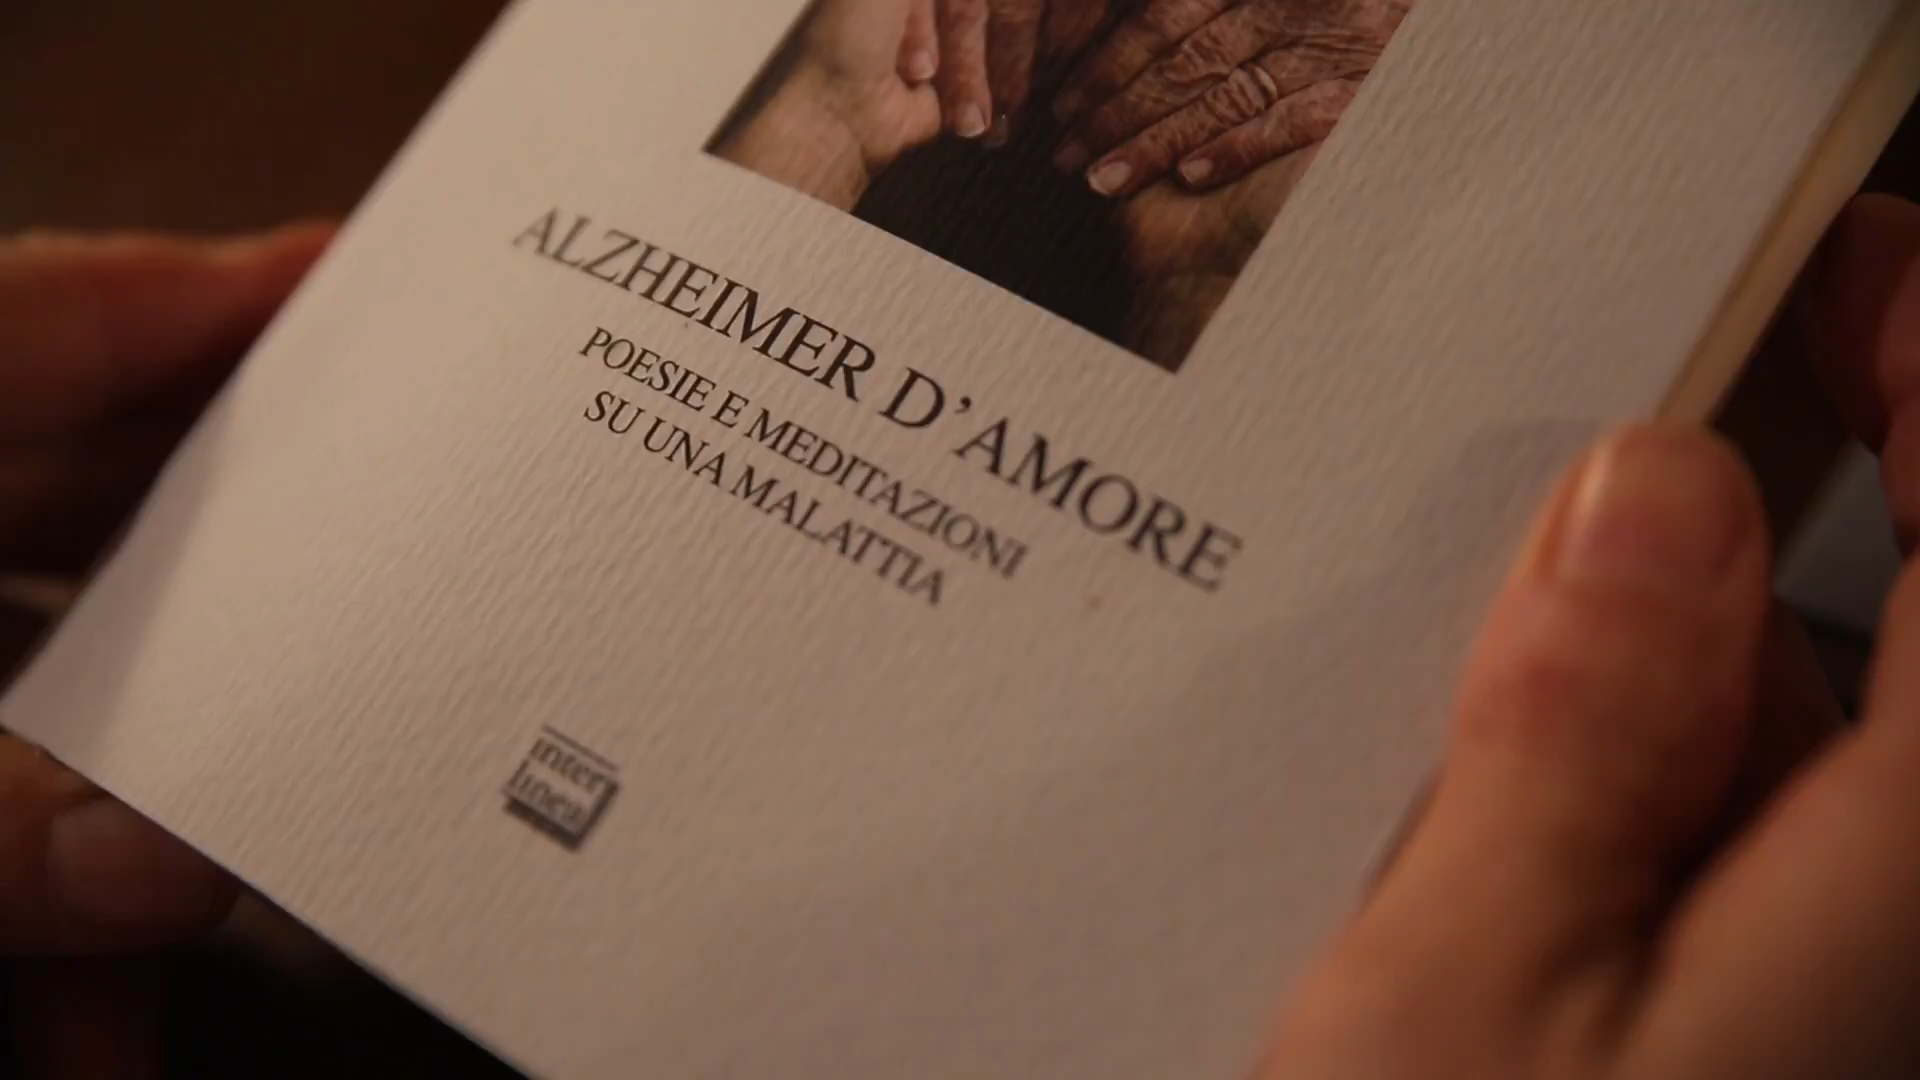 ALZHEIMER D'AMORE
POESIE E MEDITAZIONI
SU UNA MALATTIA
inter
linea